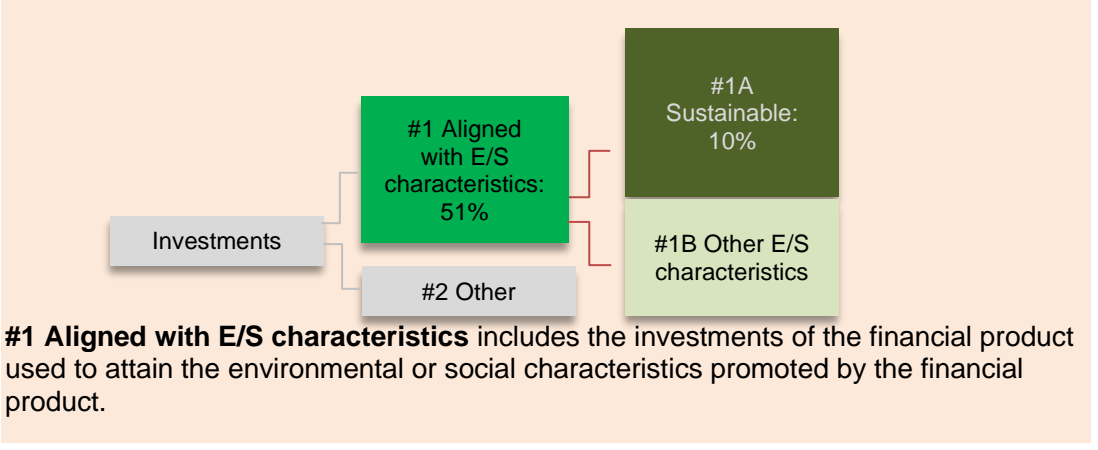 #1A
Sustainable:
10%
#1 Aligned
with E/S
characteristics:
51%
Investments
#1B Other E/S
characteristics
#2 Other
#1 Aligned with E/S characteristics includes the investments of the financial product
used to attain the environmental or social characteristics promoted by the financial
product.